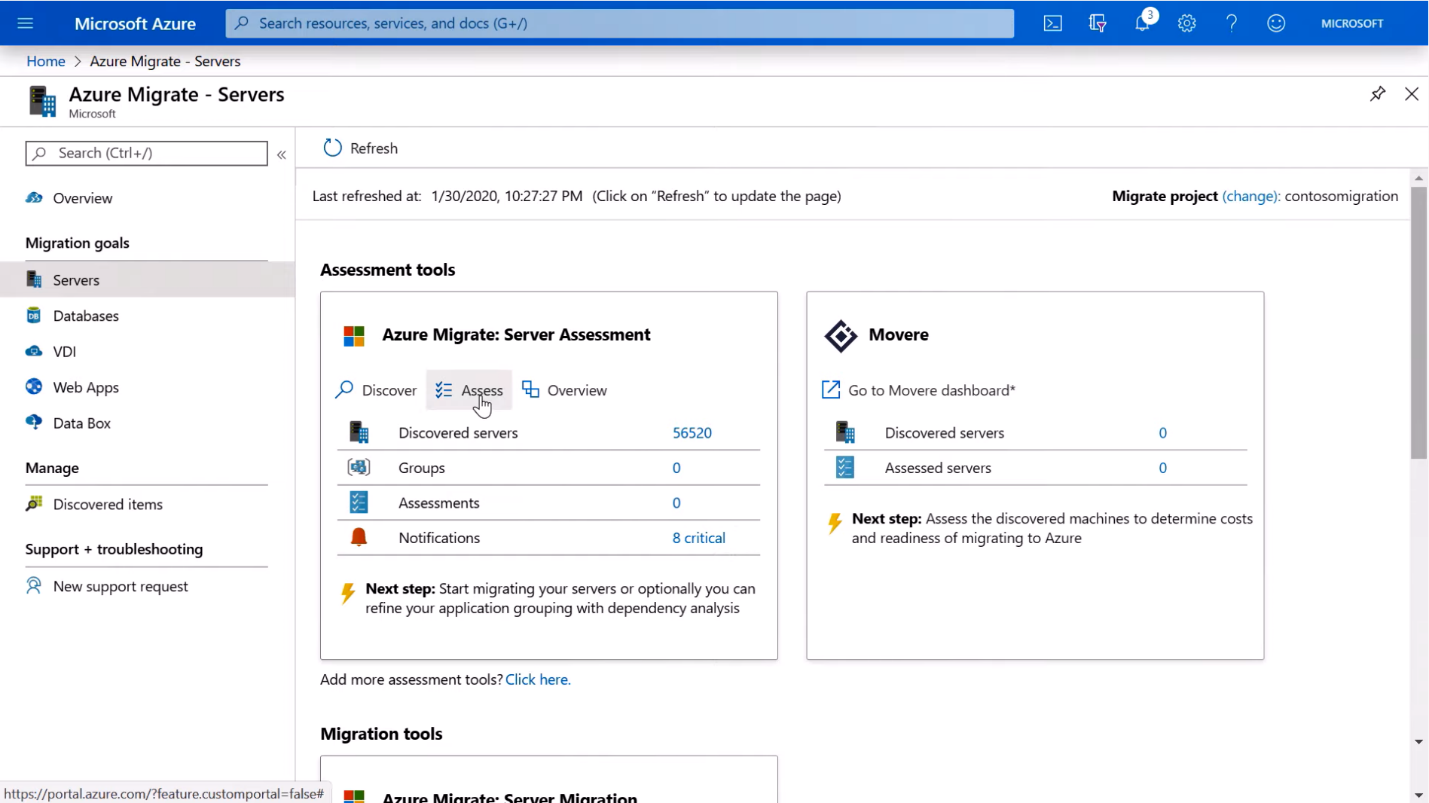 Microsoft Azure
Search resources, services, and docs (G+/)
3
MICROSOFT
Home > Azure Migrate - Servers
Azure Migrate - Servers
Microsoft
Search (Ctrl+/)
«
Overview
Migration goals
Servers
Databases
VDI
Web Apps
Data Box
Manage
Discovered items
Support + troubleshooting
New support request
Refresh
Last refreshed at: 1/30/2020, 10:27:27 PM (Click on “Refresh” to update the page)
Migrate project (change): contosomigration
Assessment tools
Azure Migrate: Server Assessment
Discover Assess Overview
Discovered servers 56520
Groups 0
Assessments 0
Notifications 8 critical
Next step: Start migrating your servers or optionally you can
refine your application grouping with dependency analysis
Movere
Go to Movere dashboard*
Discovered servers 0
Assessed servers 0
Next step: Assess the discovered machines to determine costs
and readiness of migrating to Azure
Add more assessment tools? Click here.
Migration tools
Azure Migrate: Server Migration
https://portal.azure.com/?feature.customportal=false#